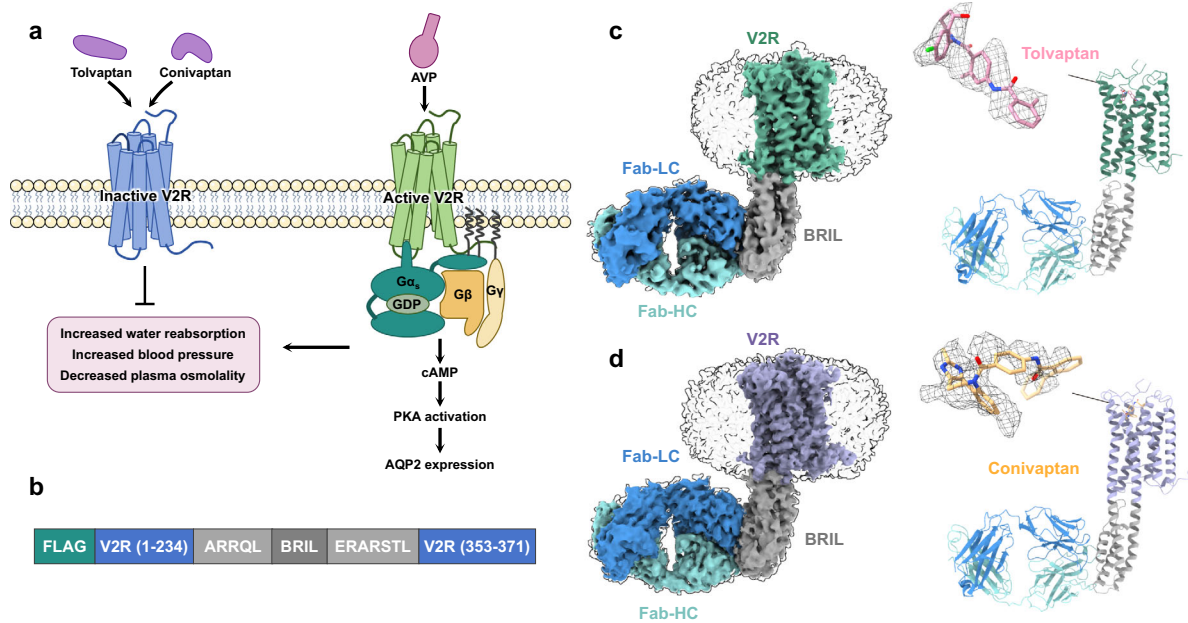 a
Tolvaptan
Conivaptan
AVP
Inactive V2R
Active V2R
Gαs
GDP
Gβ
Gγ
Increased water reabsorption
Increased blood pressure
Decreased plasma osmolality
cAMP
PKA activation
AQP2 expression
b
FLAG V2R (1-234) ARRQL BRIL ERARSTL V2R (353-371)
c
V2R
Fab-LC
BRIL
Fab-HC
Tolvaptan
d
V2R
Fab-LC
BRIL
Fab-HC
Conivaptan